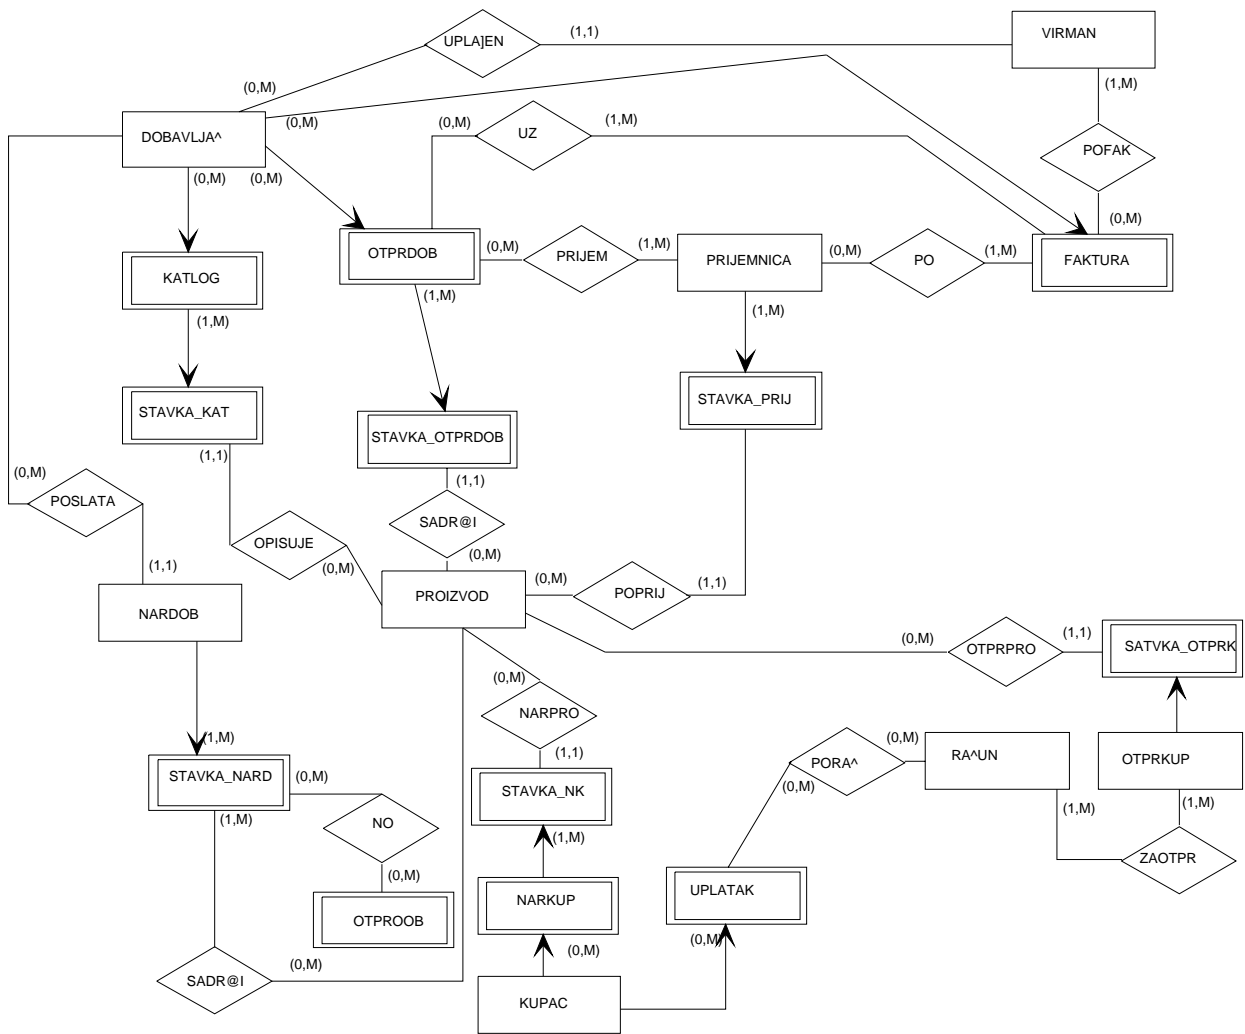 UPLA]EN
(1,1)
VIRMAN
(0,M)
(1,M)
(0,M)
(0,M)
UZ
(1,M)
DOBAVLJA^
POFAK
(0,M)
(0,M)
(0,M)
OTPRDOB
(0,M)
PRIJEM
(1,M)
PRIJEMNICA
(0,M)
PO
(1,M)
FAKTURA
KATLOG
(1,M)
(1,M)
(1,M)
STAVKA_KAT
STAVKA_PRIJ
STAVKA_OTPRDOB
(1,1)
(0,M)
POSLATA
(1,1)
SADR@I
OPISUJE
(0,M)
(0,M)
(1,1)
(0,M)
(1,1)
PROIZVOD
POPRIJ
NARDOB
(0,M)
OTPRPRO
(1,1)
SATVKA_OTPRK
(0,M)
NARPRO
(1,M)
(0,M)
(1,1)
PORA^
RA^UN
OTPRKUP
STAVKA_NARD
(0,M)
STAVKA_NK
(0,M)
(1,M)
(1,M)
(1,M)
(1,M)
NO
ZAOTPR
(0,M)
UPLATAK
NARKUP
OTPROOB
(0,M)
(0,M)
(0,M)
SADR@I
KUPAC